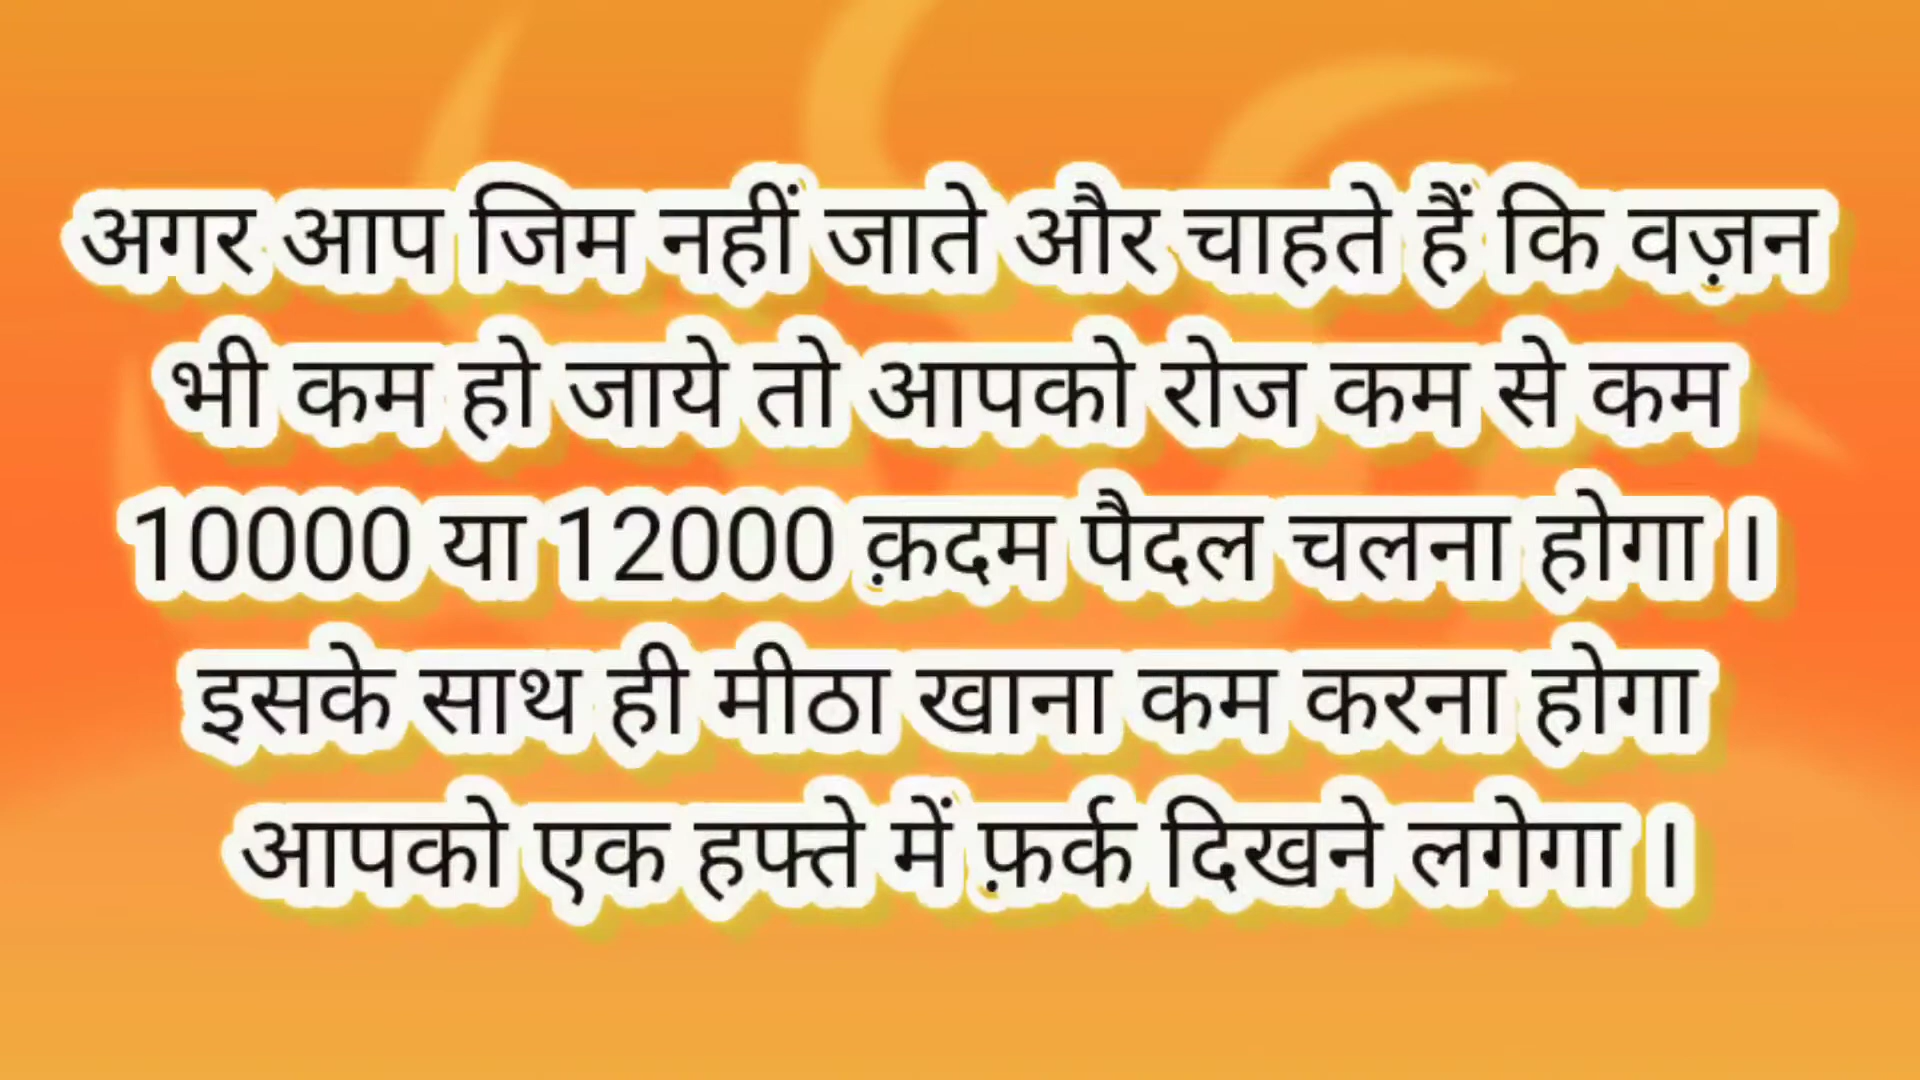 अगर आप जिम नहीं जाते और चाहते हैं कि वज़न
भी कम हो जाये तो आपको रोज कम से कम
10000 या 12000 क़दम पैदल चलना होगा ।
इसके साथ ही मीठा खाना कम करना होगा
आपको एक हफ्ते में फ़र्क दिखने लगेगा ।